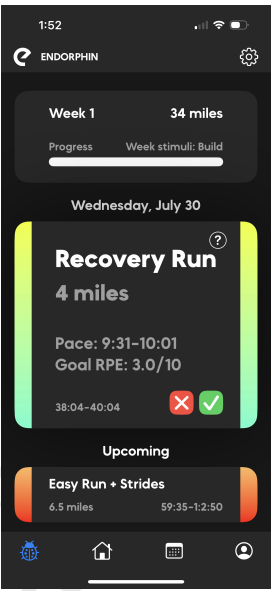 1:52
ENDORPHIN
Week 1 34 miles
Progress Week stimuli: Build
Wednesday, July 30
?
Recovery Run
4 miles
Pace: 9:31-10:01
Goal RPE: 3.0/10
38:04-40:04
Upcoming
Easy Run + Strides
6.5 miles 59:35-1:2:50